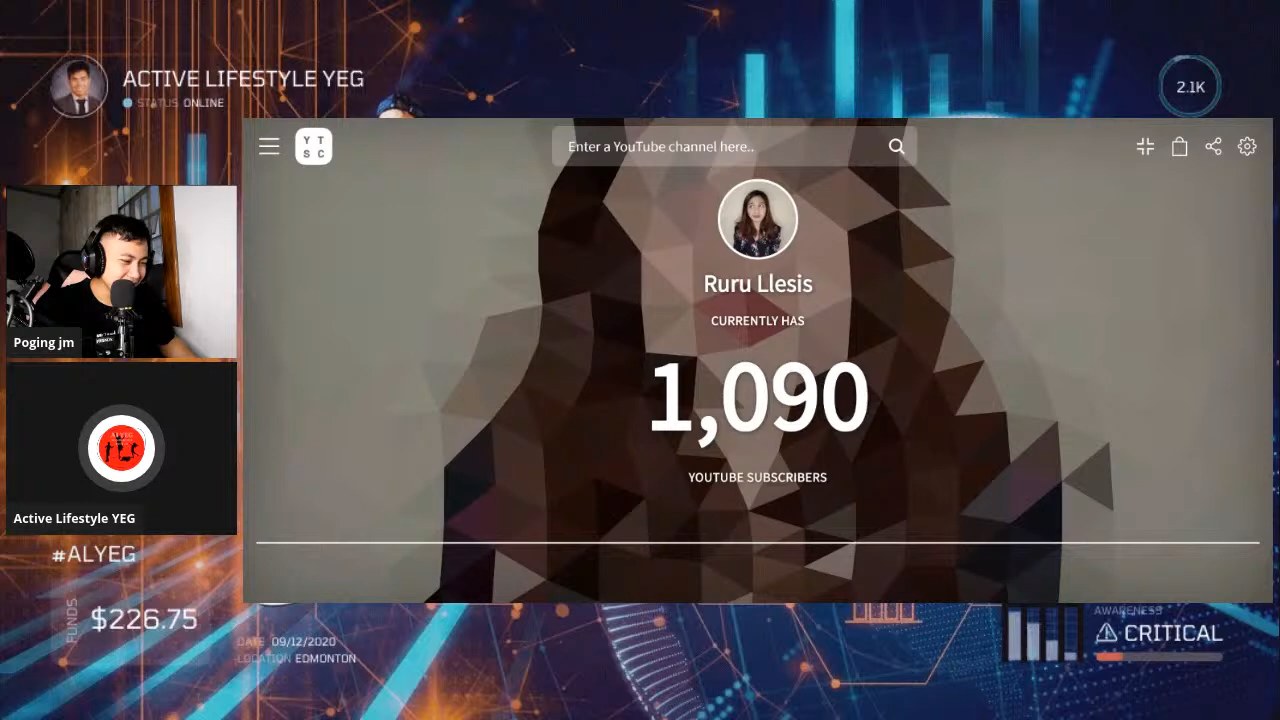 ACTIVE LIFESTYLE YEG
STATUS ONLINE
2.1K
Y T
S C
Enter a YouTube channel here..
Ruru Llesis
CURRENTLY HAS
1,090
YOUTUBE SUBSCRIBERS
Poging jm
Active Lifestyle YEG
#ALYEG
FUNDS
$226.75
DATE 09/12/2020
LOCATION EDMONTON
AWARENESS
CRITICAL